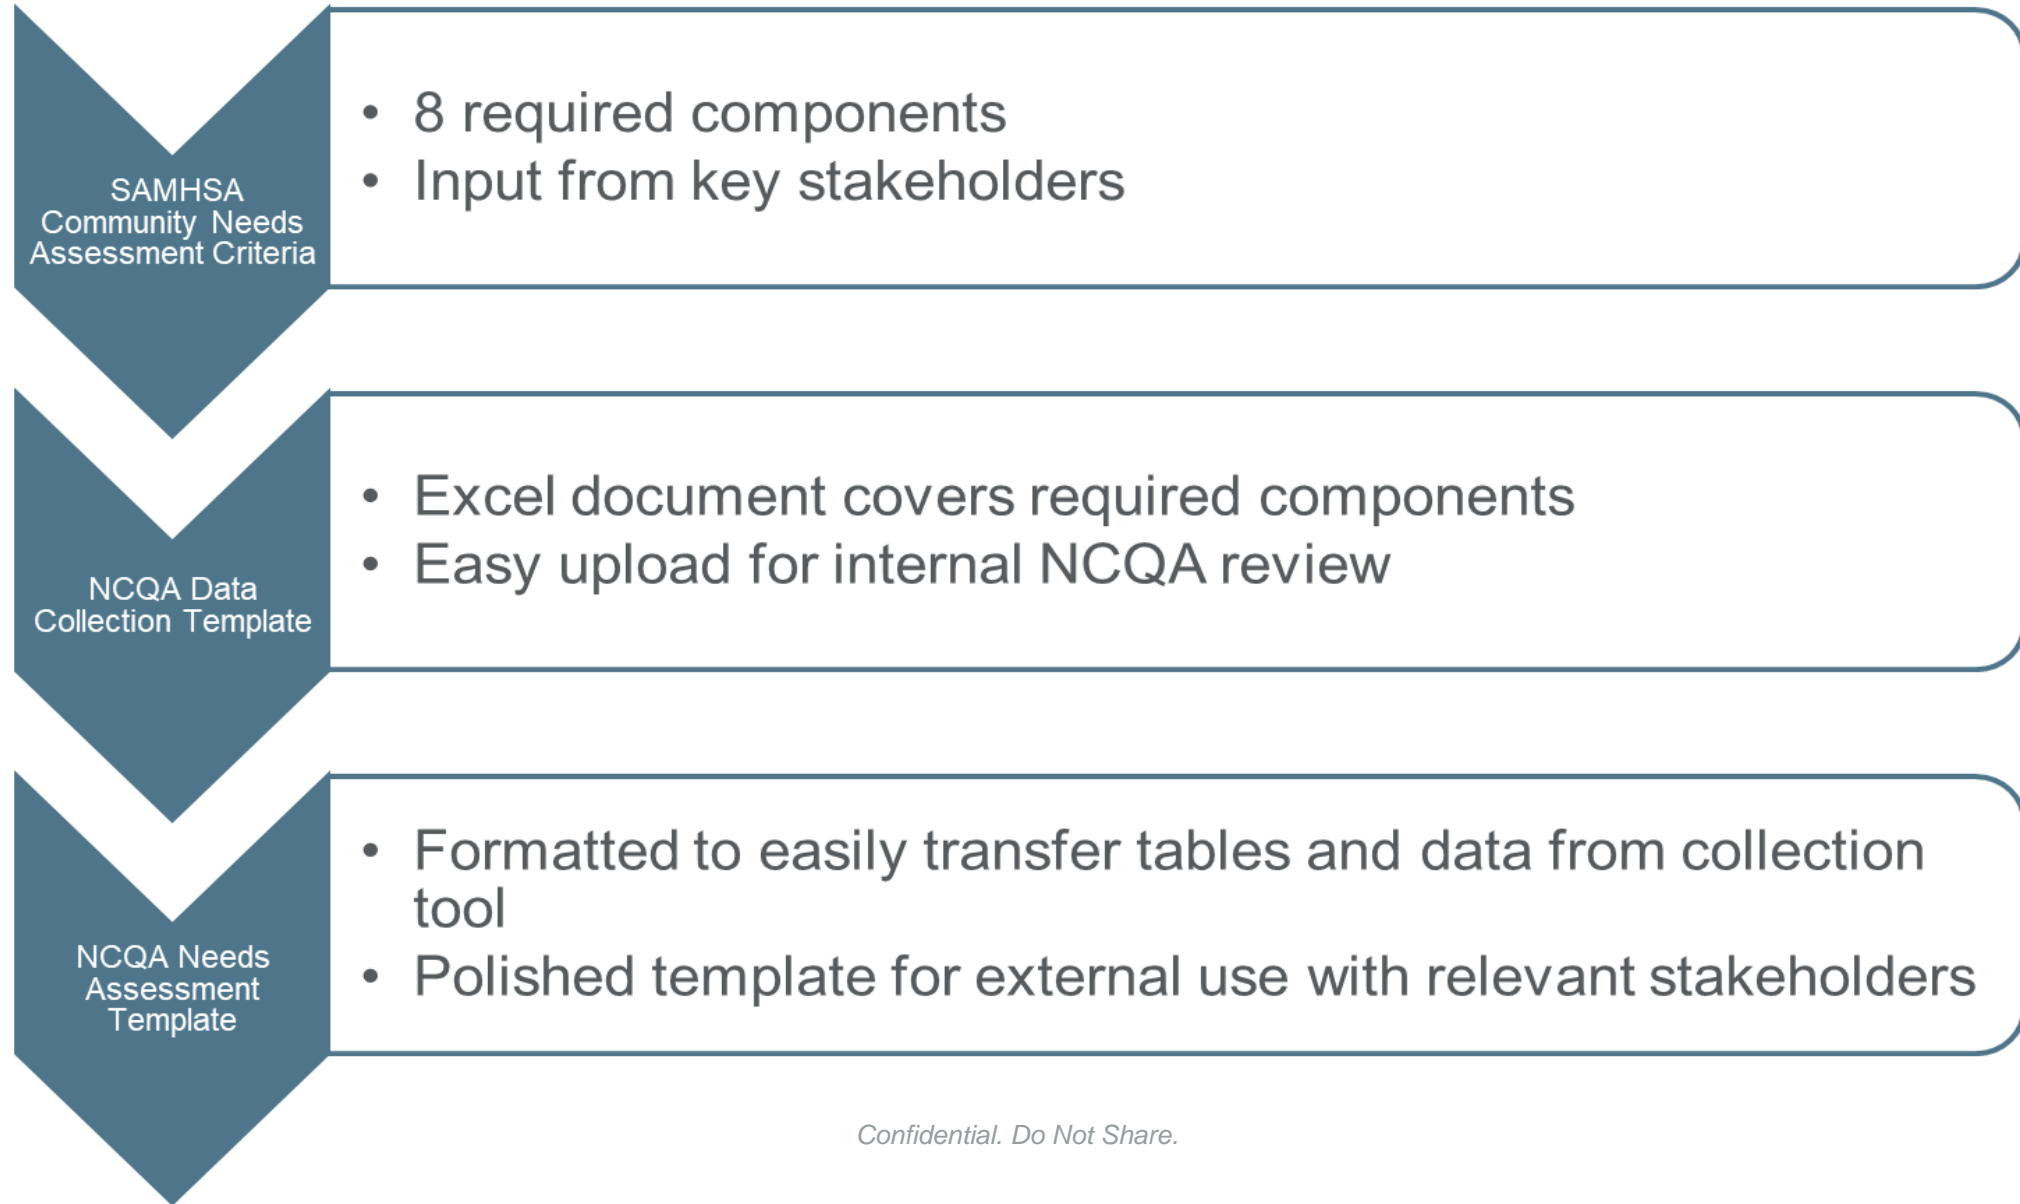 SAMHSA
Community Needs
Assessment Criteria
• 8 required components
• Input from key stakeholders
NCQA Data
Collection Template
• Excel document covers required components
• Easy upload for internal NCQA review
NCQA Needs
Assessment
Template
• Formatted to easily transfer tables and data from collection
tool
• Polished template for external use with relevant stakeholders
Confidential. Do Not Share.